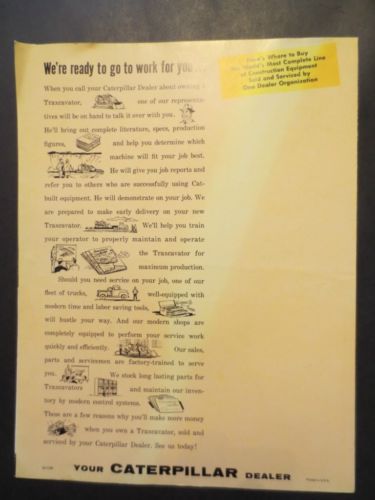 We're ready to go to work for you
Here's Where to Buy
the World's Most Complete Line
of Construction Equipment
Sold and Serviced by
One Dealer Organization
When you call your Caterpillar Dealer about owning
Traxcavator, one of our representa-
tives will be on hand to talk it over with you.
He'll bring out complete literature, specs, production
figures, and help you determine which
machine will fit your job best.
He will give you job reports and
refer you to others who are successfully using Cat-
built equipment. He will demonstrate on your job. We
are prepared to make early delivery on your new
Traxcavator. We'll help you train
your operator to properly maintain and operate
the Traxcavator for
maximum production.
Should you need service on your job, one of our
fleet of trucks, well-equipped with
modern time and labor saving tools,
will hustle your way. And our modern shops are
completely equipped to perform your service work
quickly and efficiently. Our sales,
parts and servicemen are factory-trained to serve
you. We stock long lasting parts for
Traxcavators and maintain our inven-
tory by modern control systems.
These are a few reasons why you'll make more money
when you own a Traxcavator, sold and
serviced by your Caterpillar Dealer. See us today!
YOUR CATERPILLAR DEALER
Printed in U.S.A.